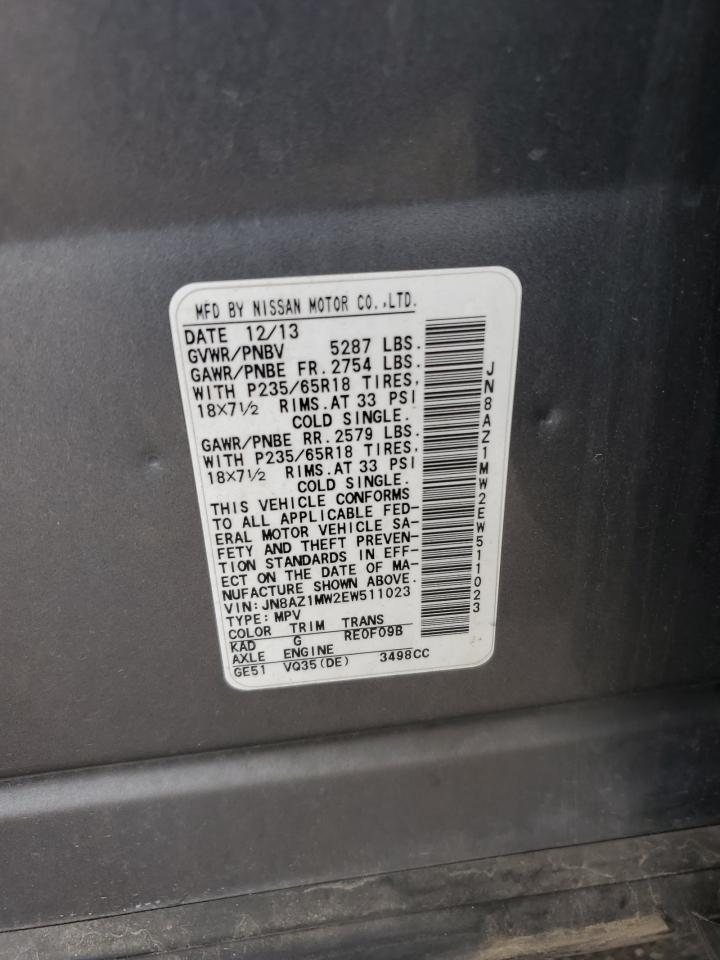 MFD BY NISSAN MOTOR CO.,LTD.
DATE 12/13
GVWR/PNBV 5287 LBS.
GAWR/PNBE FR. 2754 LBS.
WITH P235/65R18 TIRES,
18X7½ RIMS. AT 33 PSI
COLD SINGLE.
GAWR/PNBE RR. 2579 LBS.
WITH P235/65R18 TIRES,
18X7½ RIMS. AT 33 PSI
COLD SINGLE.
THIS VEHICLE CONFORMS
TO ALL APPLICABLE FED-
ERAL MOTOR VEHICLE SA-
FETY AND THEFT PREVEN-
TION STANDARDS IN EFF-
ECT ON THE DATE OF MA-
NUFACTURE SHOWN ABOVE.
VIN: JN8AZ1MW2EW511023
TYPE: MPV
COLOR TRIM TRANS
KAD G RE0F09B
AXLE ENGINE
GE51 VQ35(DE) 3498CC
JN8AZ1MW2EW511023